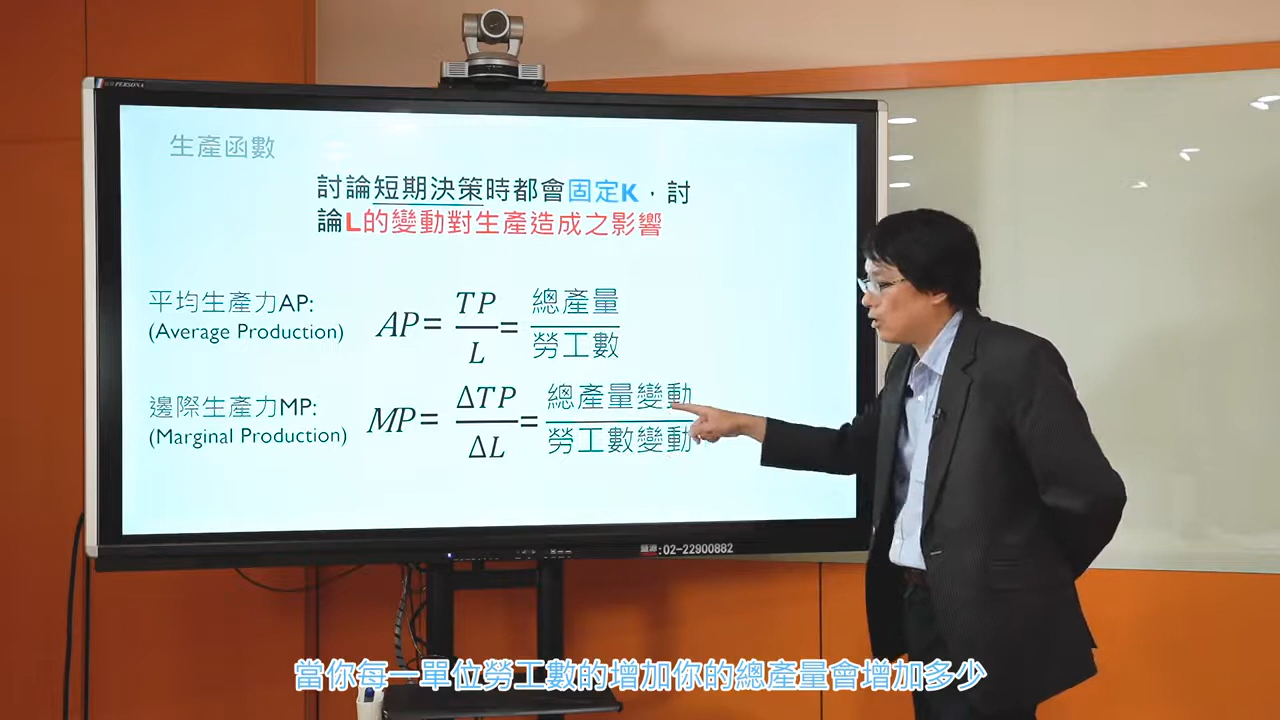 PERSONA
生產函數
討論短期決策時都會固定K，討
論L的變動對生產造成之影響
平均生產力AP:
(Average Production)
AP = TP/L = 總產量/勞工數
邊際生產力MP:
(Marginal Production)
MP = ΔTP/ΔL = 總產量變動/勞工數變動
:02-22900882
當你每一單位勞工數的增加你的總產量會增加多少